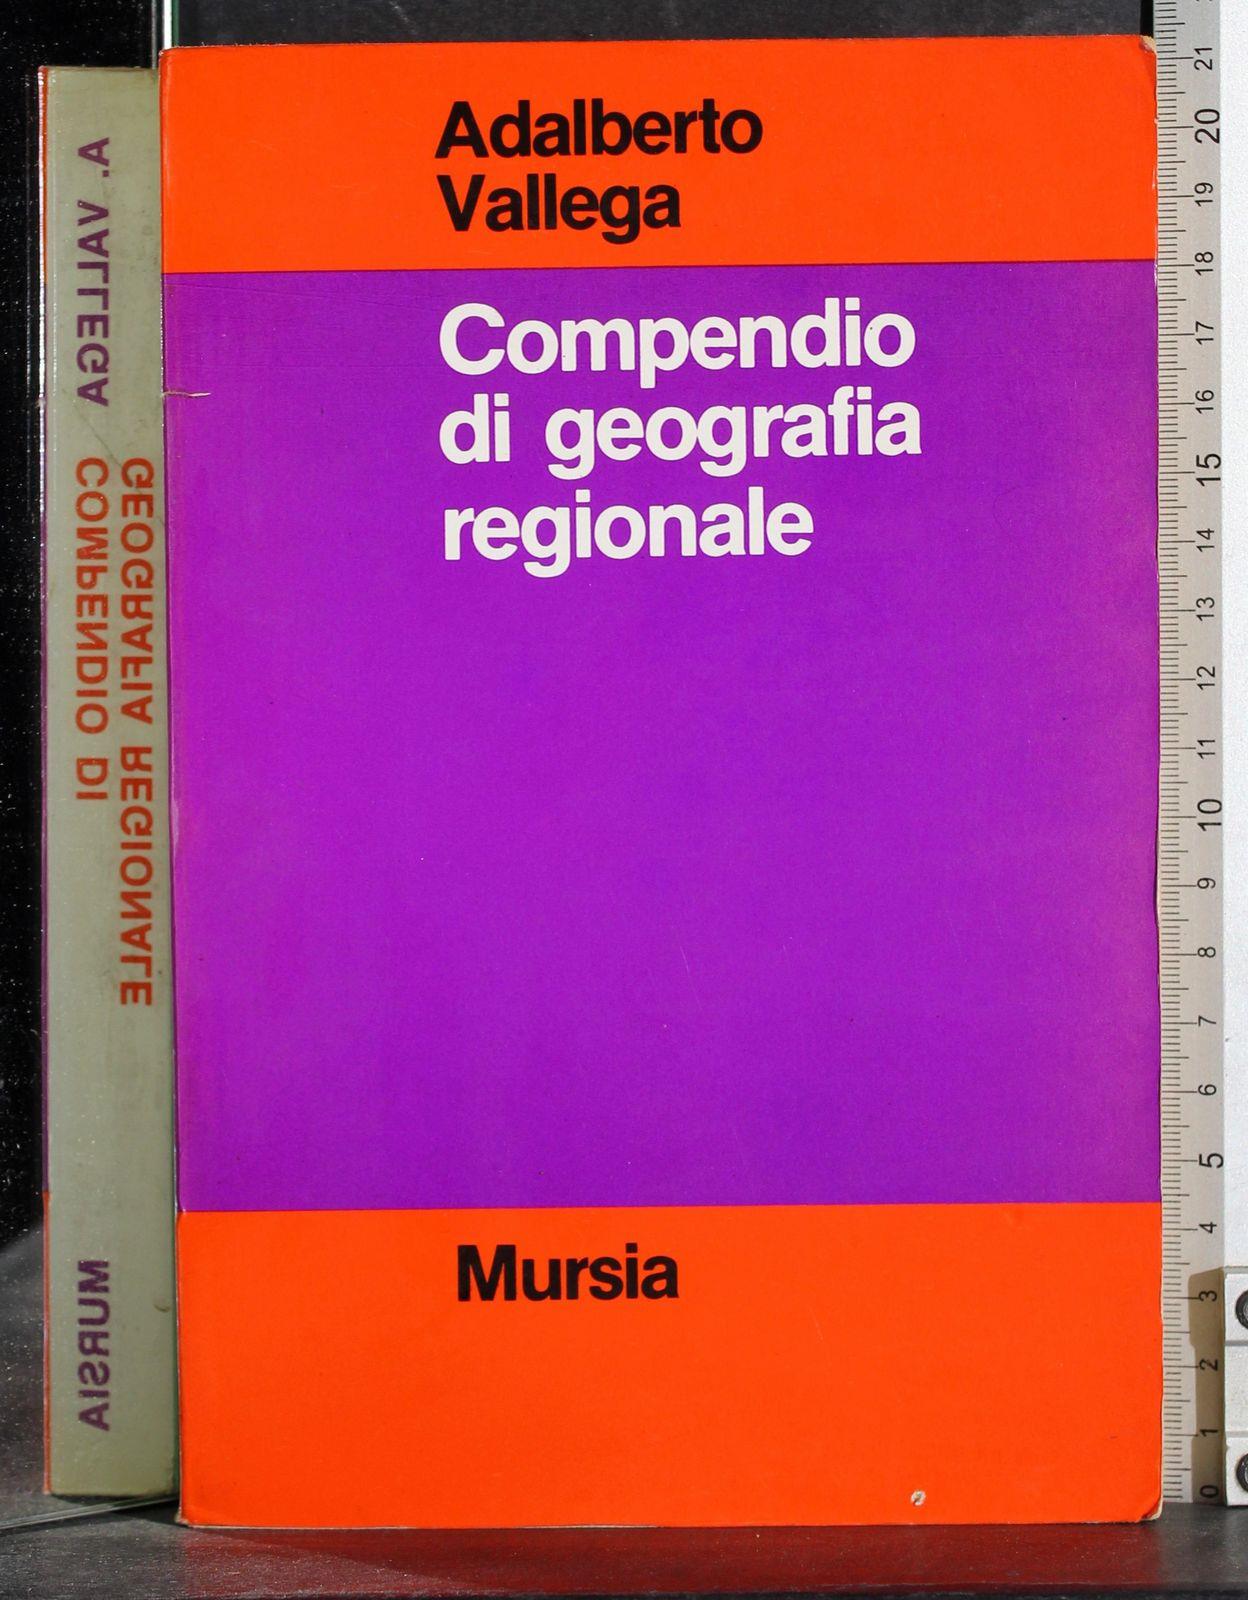 Adalberto
Vallega
Compendio
di geografia
regionale
Mursia
A. VALLEGA
COMPENDIO DI
GEOGRAFIA REGIONALE
MURSIA
21
20
19
18
17
16
15
14
13
12
11
10
9
8
7
6
5
4
3
2
1
0